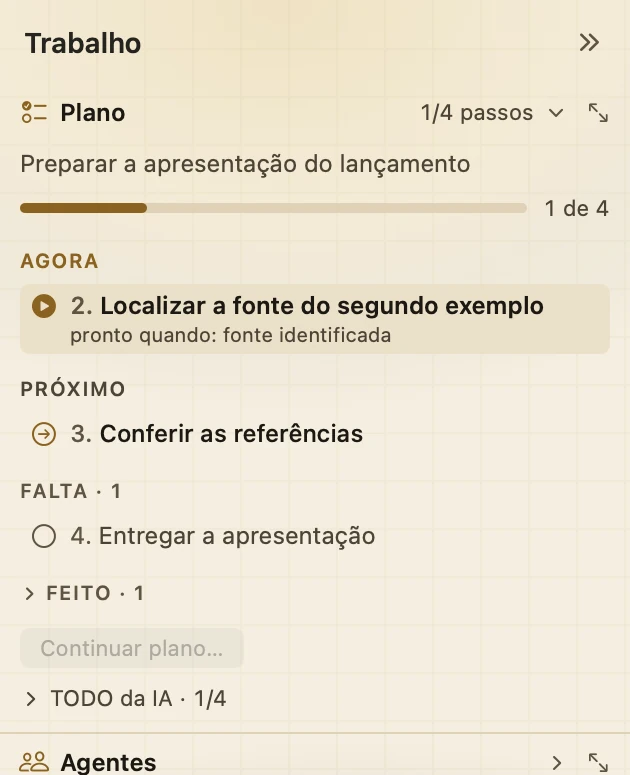 Trabalho
Plano 1/4 passos
Preparar a apresentação do lançamento
1 de 4
AGORA
2. Localizar a fonte do segundo exemplo
pronto quando: fonte identificada
PRÓXIMO
3. Conferir as referências
FALTA · 1
4. Entregar a apresentação
FEITO · 1
Continuar plano...
TODO da IA · 1/4
Agentes